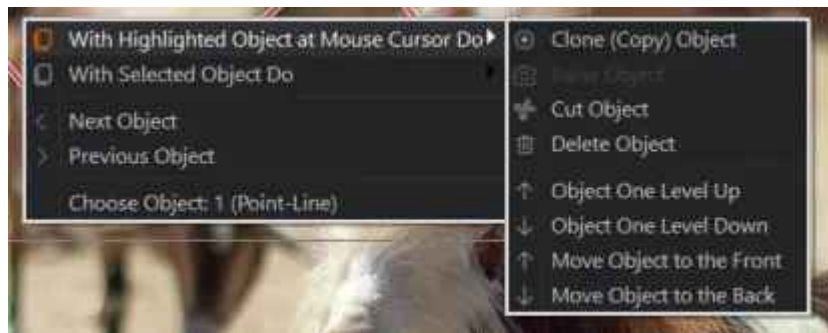 With Highlighted Object at Mouse Cursor Do
With Selected Object Do
Next Object
Previous Object
Choose Object: 1 (Point-Line)
Clone (Copy) Object
Object
Cut Object
Delete Object
Object One Level Up
Object One Level Down
Move Object to the Front
Move Object to the Back